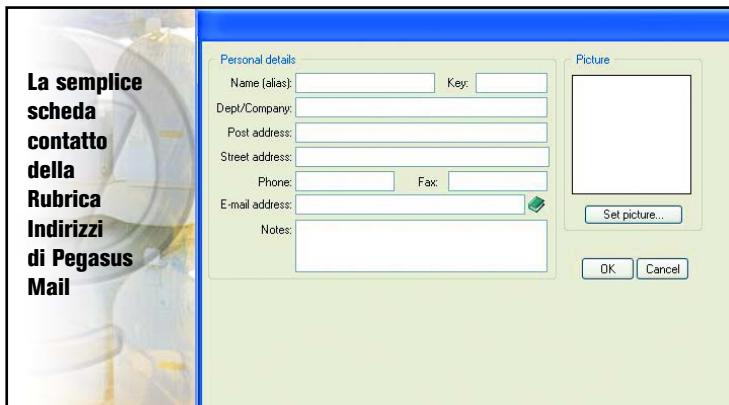 La semplice
scheda
contatto
della
Rubrica
Indirizzi
di Pegasus
Mail
Personal details
Name (alias):
Key:
Dept/Company:
Post address:
Street address:
Phone:
Fax:
E-mail address:
Notes:
Picture
Set picture...
OK
Cancel